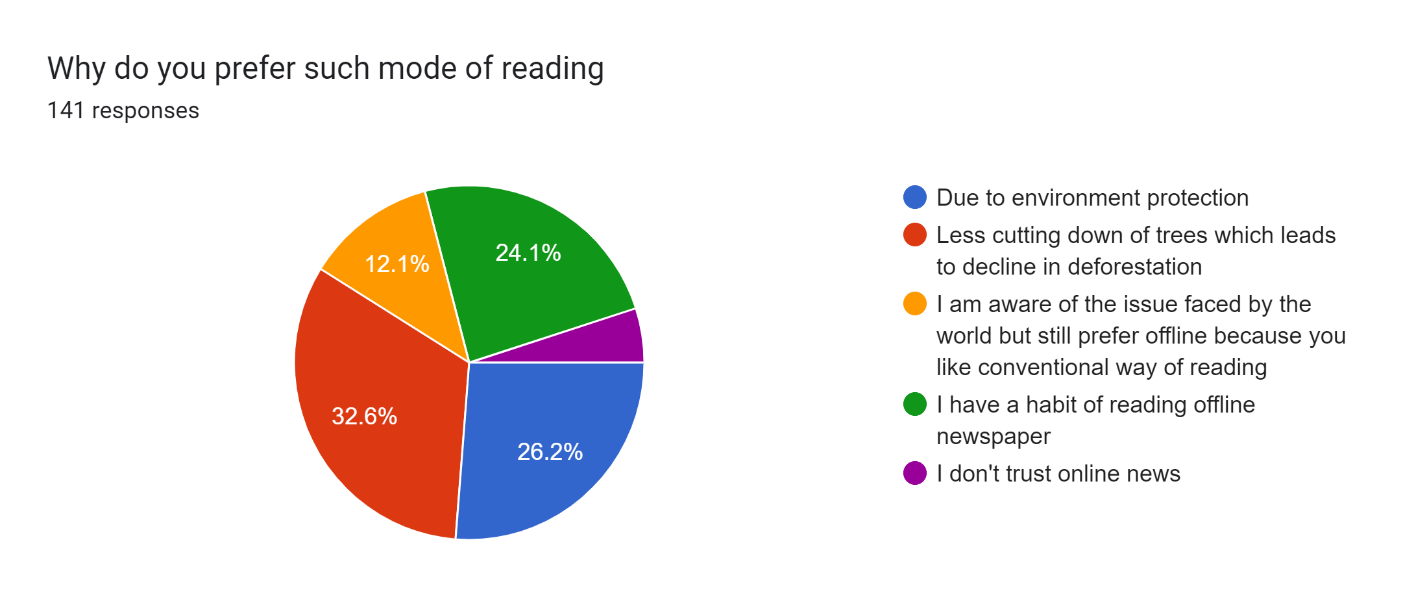 Why do you prefer such mode of reading
141 responses
12.1%
24.1%
32.6%
26.2%
Due to environment protection
Less cutting down of trees which leads
to decline in deforestation
I am aware of the issue faced by the
world but still prefer offline because you
like conventional way of reading
I have a habit of reading offline
newspaper
I don't trust online news